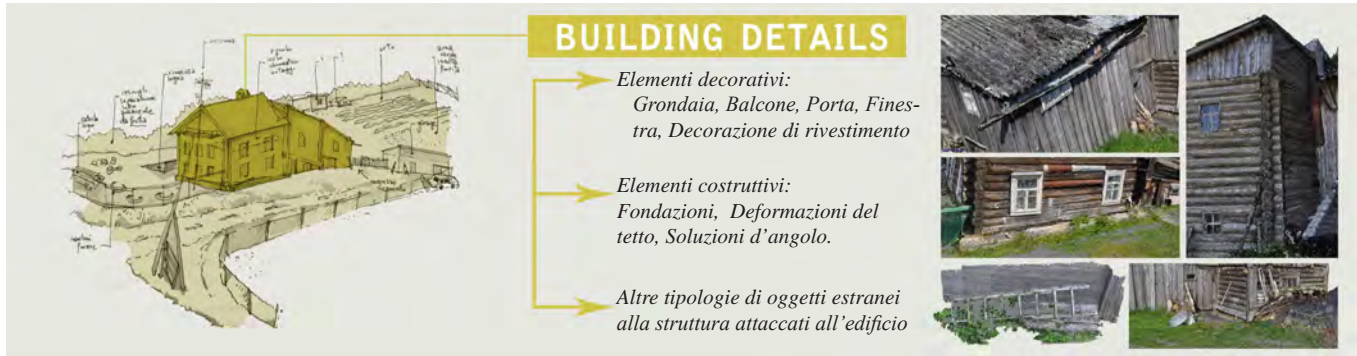 BUILDING DETAILS
Elementi decorativi:
Grondaia, Balcone, Porta, Fines-
tra, Decorazione di rivestimento
Elementi costruttivi:
Fondazioni, Deformazioni del
tetto, Soluzioni d’angolo.
Altre tipologie di oggetti estranei
alla struttura attaccati all’edificio
orto